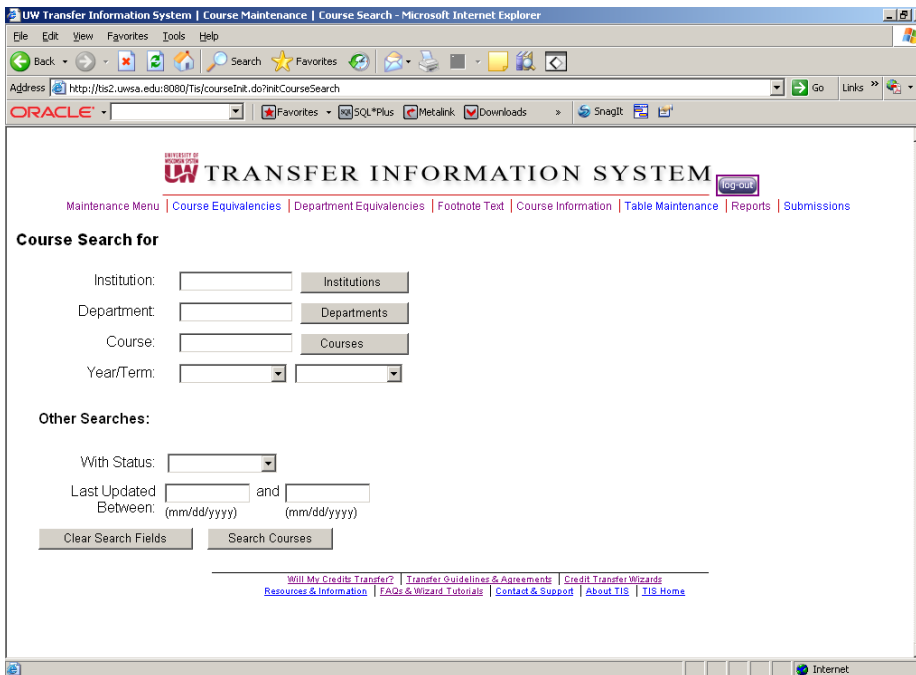 UW Transfer Information System | Course Maintenance | Course Search - Microsoft Internet Explorer
File Edit View Favorites Tools Help
Back Search Favorites
Address http://tis2.uwsa.edu:8080/Tis/courseInit.do?initCourseSearch Go Links »
ORACLE Favorites SQL*Plus Metalink Downloads » SnagIt
UNIVERSITY OF
WISCONSIN SYSTEM
UW TRANSFER INFORMATION SYSTEM log-out
Maintenance Menu | Course Equivalencies | Department Equivalencies | Footnote Text | Course Information | Table Maintenance | Reports | Submissions
Course Search for
Institution: Institutions
Department: Departments
Course: Courses
Year/Term:
Other Searches:
With Status:
Last Updated and
Between: (mm/dd/yyyy) (mm/dd/yyyy)
Clear Search Fields Search Courses
Will My Credits Transfer? | Transfer Guidelines & Agreements | Credit Transfer Wizards
Resources & Information | FAQs & Wizard Tutorials | Contact & Support | About TIS | TIS Home
Internet